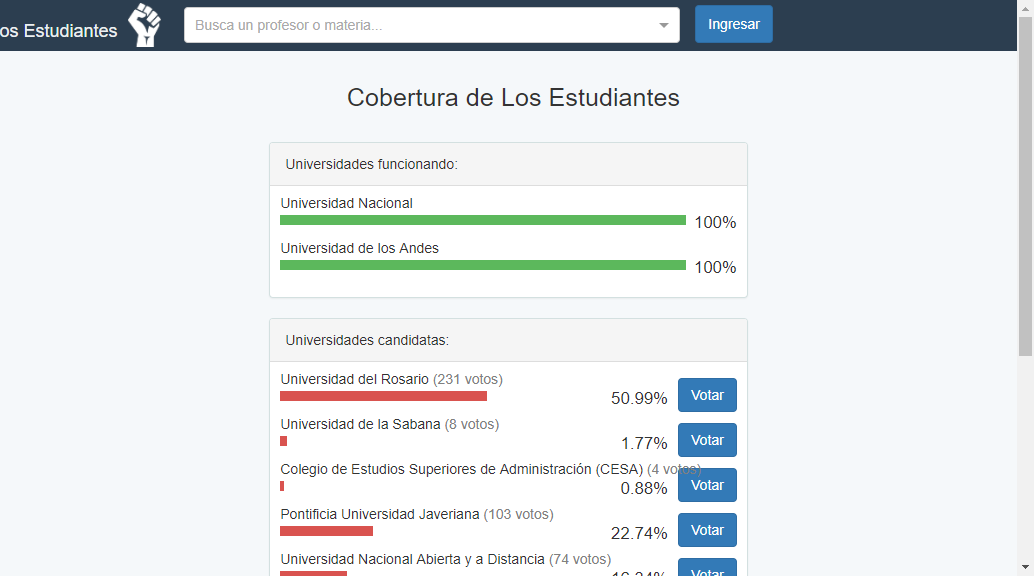 os Estudiantes
Busca un profesor o materia...
Ingresar
Cobertura de Los Estudiantes
Universidades funcionando:
Universidad Nacional
100%
Universidad de los Andes
100%
Universidades candidatas:
Universidad del Rosario (231 votos)
50.99%
Votar
Universidad de la Sabana (8 votos)
1.77%
Votar
Colegio de Estudios Superiores de Administración (CESA) (4 votos)
0.88%
Votar
Pontificia Universidad Javeriana (103 votos)
22.74%
Votar
Universidad Nacional Abierta y a Distancia (74 votos)
Votar